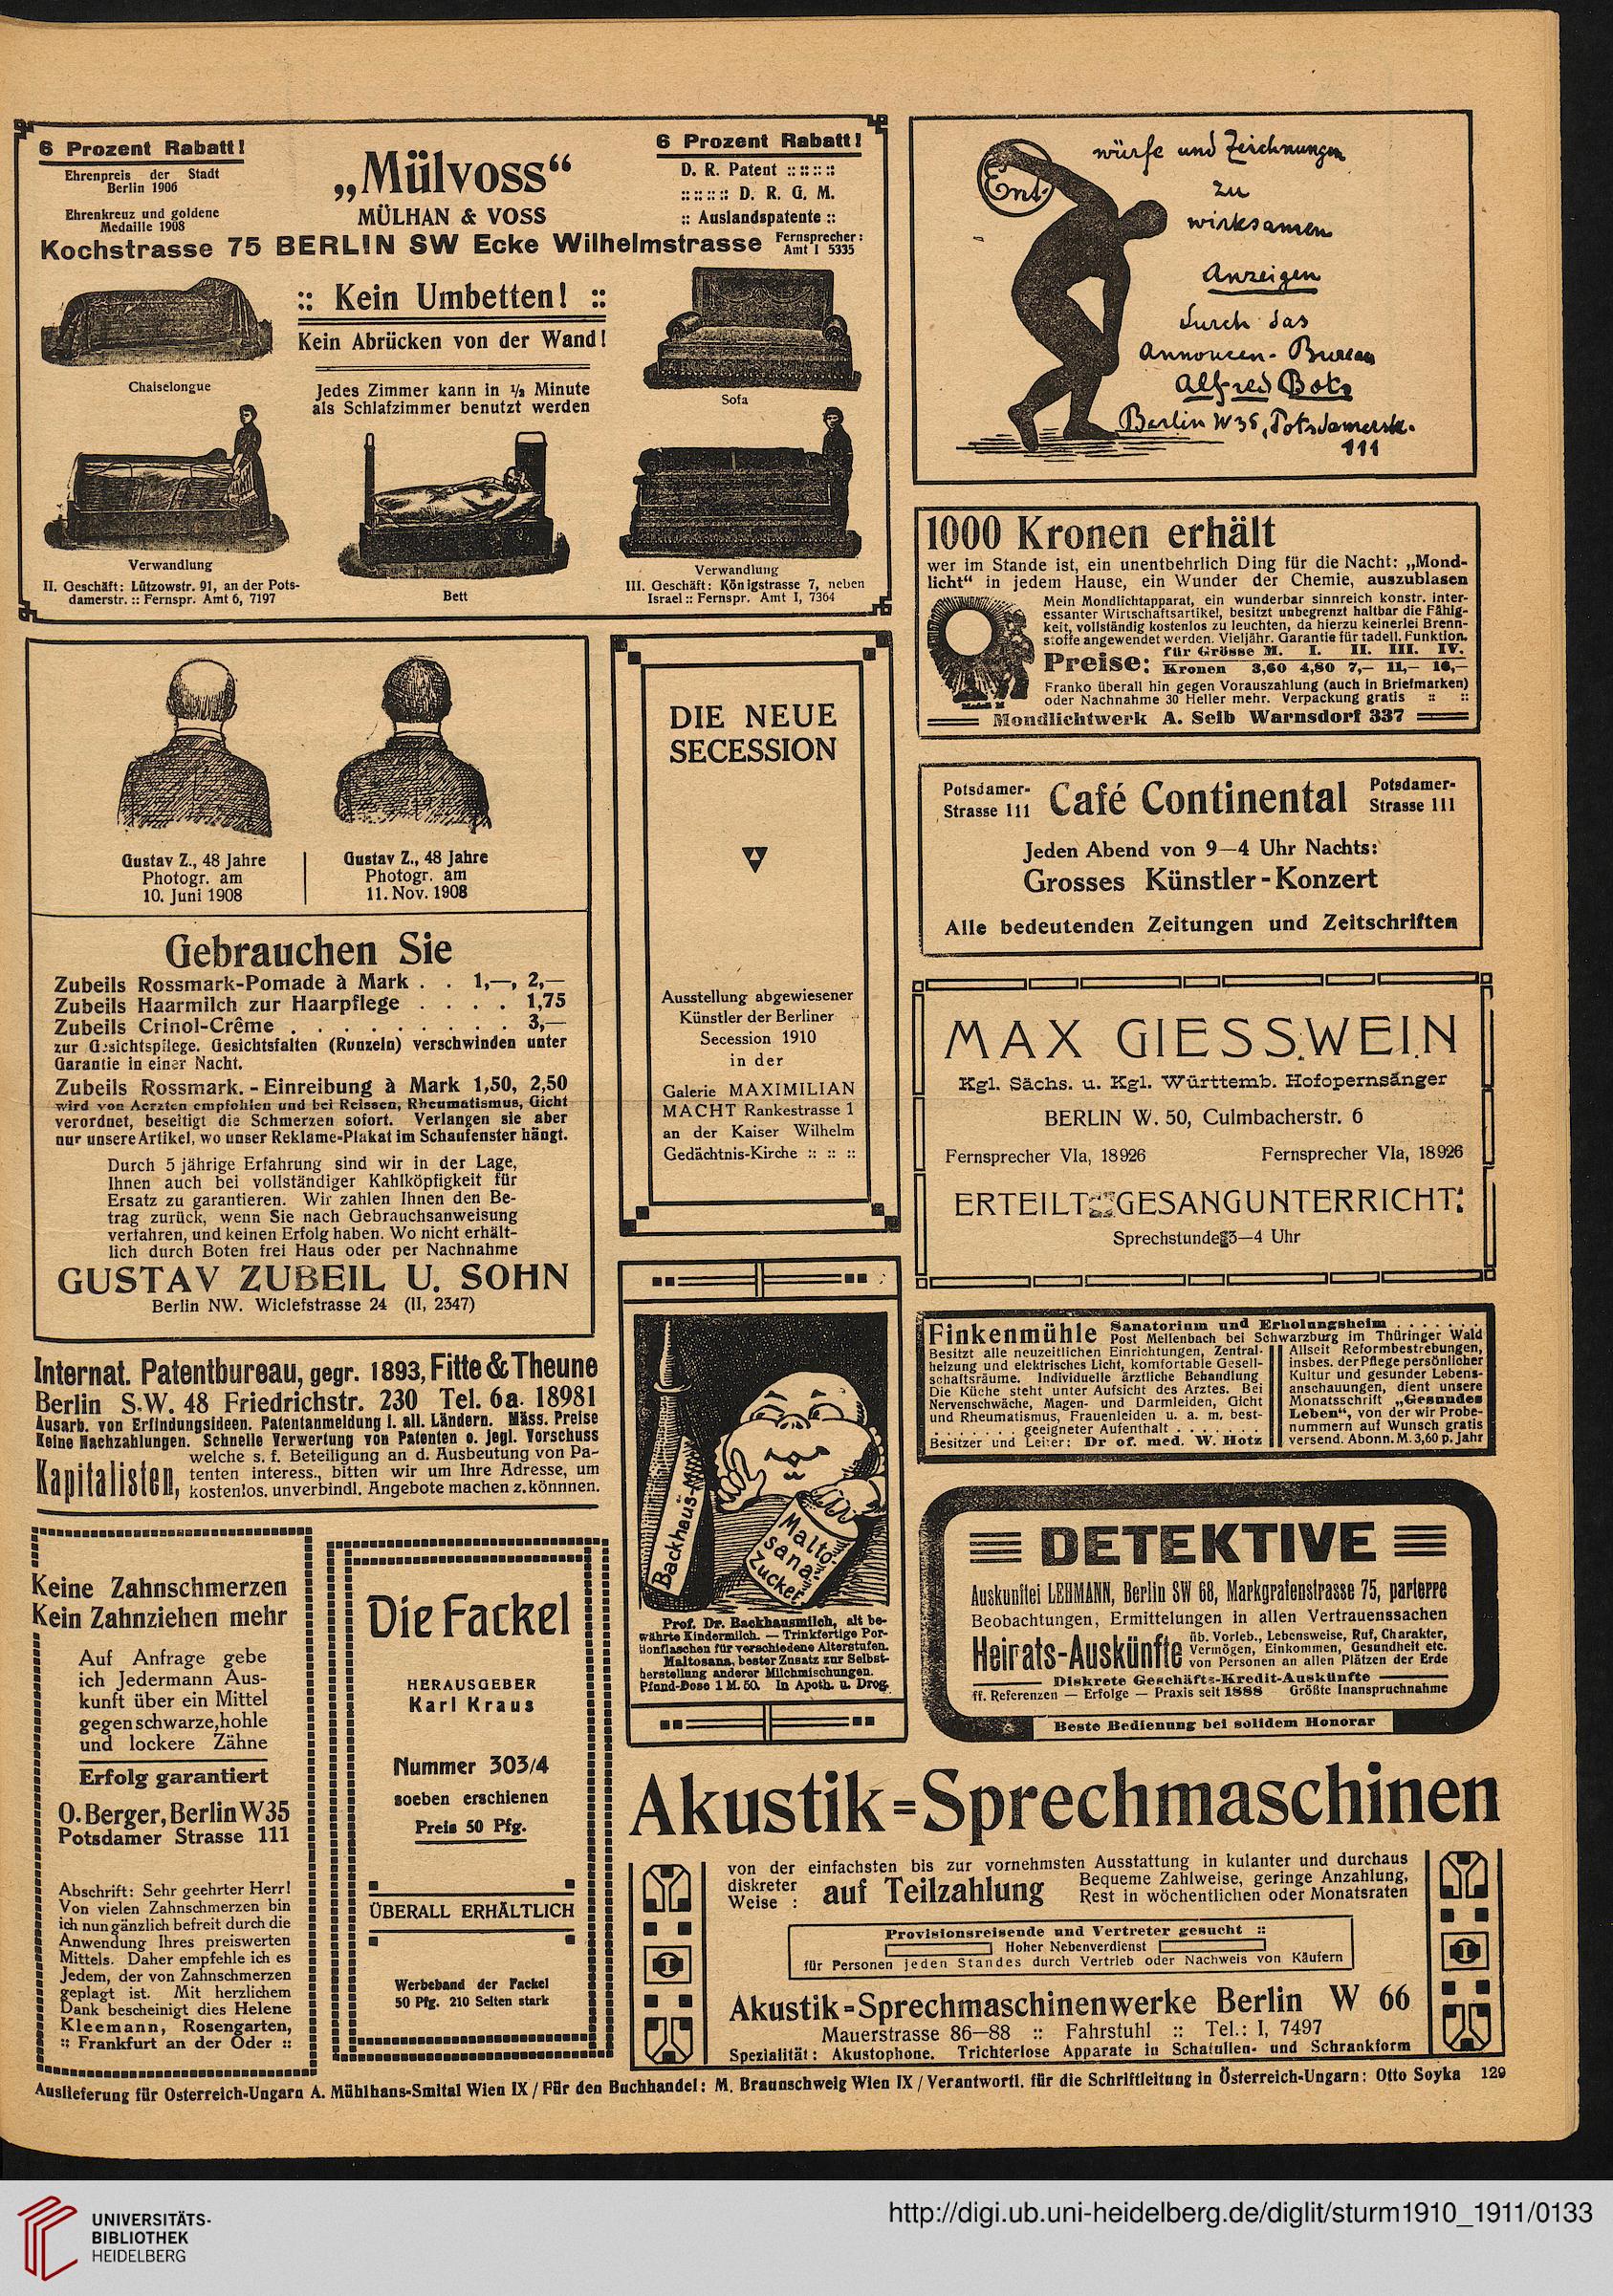 6 Prozent Rabatt!
Ehrenpreis der Stadt
Berlin 1906
Ehrenkreuz und goldene
Medaille 1908
„Mülvoss“
MÜLHAN & VOSS
6 Prozent Rabatt!
D. R. Patent :: :: :: ::
:: :: :: :: D. R. G. M.
:: Auslandspatente ::
Kochstrasse 75 BERLIN SW Ecke Wilhelmstrasse Fernsprecher: Amt I 5335
:: Kein Umbetten! ::
Kein Abrücken von der Wand!
Jedes Zimmer kann in ½ Minute
als Schlafzimmer benutzt werden
Chaiselongue
Sofa
Verwandlung
II. Geschäft: Lützowstr. 91, an der Pots-
damerstr. :: Fernspr. Amt 6, 7197
Bett
Verwandlung
III. Geschäft: Königstrasse 7, neben
Israel :: Fernspr. Amt I, 7364
Ent-
würfe und Zeichnungen
zu
wirksamen
Anzeigen
durch das
Annoncen-Bureau
Alfred Botz
Berlin W 35, Potsdamerstr.
111
1000 Kronen erhält
wer im Stande ist, ein unentbehrlich Ding für die Nacht: „Mond-
licht“ in jedem Hause, ein Wunder der Chemie, auszublasen
Mein Mondlichtapparat, ein wunderbar sinnreich konstr. inter-
essanter Wirtschaftsartikel, besitzt unbegrenzt haltbar die Fähig-
keit, vollständig kostenlos zu leuchten, da hierzu keinerlei Brenn-
stoffe angewendet werden. Vieljähr. Garantie für tadell. Funktion.
Preise: für Grösse M. I. II. III. IV.
Kronen 3,60 4,80 7,— 11,— 16,—
Franko überall hin gegen Vorauszahlung (auch in Briefmarken)
oder Nachnahme 30 Heller mehr. Verpackung gratis :: ::
Modell M
Mondlichtwerk A. Seib Warnsdorf 337
Gustav Z., 48 Jahre
Photogr. am
10. Juni 1908
Gustav Z., 48 Jahre
Photogr. am
11. Nov. 1908
Gebrauchen Sie
Zubeils Rossmark-Pomade à Mark . . 1,—, 2,—
Zubeils Haarmilch zur Haarpflege . . . . 1,75
Zubeils Crinol-Crême . . . . . . . . . 3,—
zur Gesichtspflege. Gesichtsfalten (Runzeln) verschwinden unter
Garantie in einer Nacht.
Zubeils Rossmark.-Einreibung à Mark 1,50, 2,50
wird von Aerzten empfohlen und bei Reissen, Rheumatismus, Gicht
verordnet, beseitigt die Schmerzen sofort. Verlangen sie aber
nur unsere Artikel, wo unser Reklame-Plakat im Schaufenster hängt.
Durch 5 jährige Erfahrung sind wir in der Lage,
Ihnen auch bei vollständiger Kahlköpfigkeit für
Ersatz zu garantieren. Wir zahlen Ihnen den Be-
trag zurück, wenn Sie nach Gebrauchsanweisung
verfahren, und keinen Erfolg haben. Wo nicht erhält-
lich durch Boten frei Haus oder per Nachnahme
GUSTAV ZUBEIL U. SOHN
Berlin NW. Wiclefstrasse 24 (II, 2347)
DIE NEUE
SECESSION
Ausstellung abgewiesener
Künstler der Berliner
Secession 1910
in der
Galerie MAXIMILIAN
MACHT Rankestrasse 1
an der Kaiser Wilhelm
Gedächtnis-Kirche :: :: ::
Potsdamer-
Strasse 111
Café Continental
Potsdamer-
Strasse 111
Jeden Abend von 9—4 Uhr Nachts:
Grosses Künstler-Konzert
Alle bedeutenden Zeitungen und Zeitschriften
MAX GIESSWEIN
Kgl. Sächs. u. Kgl. Württemb. Hofopernsänger
BERLIN W. 50, Culmbacherstr. 6
Fernsprecher VIa, 18926 Fernsprecher VIa, 18926
ERTEILT GESANGUNTERRICHT:
Sprechstunde 3—4 Uhr
Internat. Patentbureau, gegr. 1893, Fitte & Theune
Berlin S.W. 48 Friedrichstr. 230 Tel. 6a. 18981
Ausarb. von Erfindungsideen. Patentanmeldung i. all. Ländern. Mäss. Preise
Keine Nachzahlungen. Schnelle Verwertung von Patenten o. jegl. Vorschuss
Kapitalisten, welche s. f. Beteiligung an d. Ausbeutung von Pa-
tenten interess., bitten wir um Ihre Adresse, um
kostenlos. unverbindl. Angebote machen z. könnnen.
Backhaus-Milch
Malto-
sana-
Zucker
Prof. Dr. Backhausmilch, alt be-
währte Kindermilch. — Trinkfertige Por-
tionflaschen für verschiedene Altersstufen.
Maltosana, bester Zusatz zur Selbst-
herstellung anderer Milchmischungen.
Pfund-Dose 1 M. 50. In Apoth. u. Drog.
Finkenmühle Sanatorium und Erholungsheim . . . . . . .
Post Mellenbach bei Schwarzburg im Thüringer Wald
Besitzt alle neuzeitlichen Einrichtungen, Zentral-
heizung und elektrisches Licht, komfortable Gesell-
schaftsräume. Individuelle ärztliche Behandlung
Die Küche steht unter Aufsicht des Arztes. Bei
Nervenschwäche, Magen- und Darmleiden, Gicht
und Rheumatismus, Frauenleiden u. a. m. best-
. . . . . . . . geeigneter Aufenthalt . . . . . . .
Besitzer und Leiter: Dr of. med. W. Hotz
Allseit Reformbestrebungen,
insbes. der Pflege persönlicher
Kultur und gesunder Lebens-
anschauungen, dient unsere
Monatsschrift „Gesundes
Leben“, von der wir Probe-
nummern auf Wunsch gratis
versend. Abonn. M. 3,60 p. Jahr
DETEKTIVE
Auskunftei LEHMANN, Berlin SW 68, Markgrafenstrasse 75, parterre
Beobachtungen, Ermittelungen in allen Vertrauenssachen
Heirats-Auskünfte üb. Vorleb., Lebensweise, Ruf, Charakter,
Vermögen, Einkommen, Gesundheit etc.
von Personen an allen Plätzen der Erde
Diskrete Geschäfts-Kredit-Auskünfte
ff. Referenzen — Erfolge — Praxis seit 1888 Größte Inanspruchnahme
Beste Bedienung bei solidem Honorar
Keine Zahnschmerzen
Kein Zahnziehen mehr
Auf Anfrage gebe
ich Jedermann Aus-
kunft über ein Mittel
gegen schwarze, hohle
und lockere Zähne
Erfolg garantiert
O. Berger, Berlin W35
Potsdamer Strasse 111
Abschrift: Sehr geehrter Herr!
Von vielen Zahnschmerzen bin
ich nun gänzlich befreit durch die
Anwendung Ihres preiswerten
Mittels. Daher empfehle ich es
Jedem, der von Zahnschmerzen
geplagt ist. Mit herzlichem
Dank bescheinigt dies Helene
Kleemann, Rosengarten,
:: Frankfurt an der Oder ::
Die Fackel
HERAUSGEBER
Karl Kraus
Nummer 303/4
soeben erschienen
Preis 50 Pfg.
ÜBERALL ERHÄLTLICH
Werbeband der Fackel
50 Pfg. 210 Seiten stark
Akustik=Sprechmaschinen
von der einfachsten bis zur vornehmsten Ausstattung in kulanter und durchaus
diskreter Weise : auf Teilzahlung Bequeme Zahlweise, geringe Anzahlung,
Rest in wöchentlichen oder Monatsraten
Provisionsreisende und Vertreter gesucht ::
Hoher Nebenverdienst
für Personen jeden Standes durch Vertrieb oder Nachweis von Käufern
Akustik=Sprechmaschinenwerke Berlin W 66
Mauerstrasse 86—88 :: Fahrstuhl :: Tel.: I, 7497
Spezialität: Akustophone. Trichterlose Apparate in Schatullen- und Schrankform
Auslieferung für Osterreich-Ungarn A. Mühlhans-Smital Wien IX / Für den Buchhandel: M. Braunschweig Wien IX / Verantwortl. für die Schriftleitung in Österreich-Ungarn: Otto Soyka 129
UNIVERSITÄTS-
BIBLIOTHEK
HEIDELBERG
http://digi.ub.uni-heidelberg.de/diglit/sturm1910_1911/0133